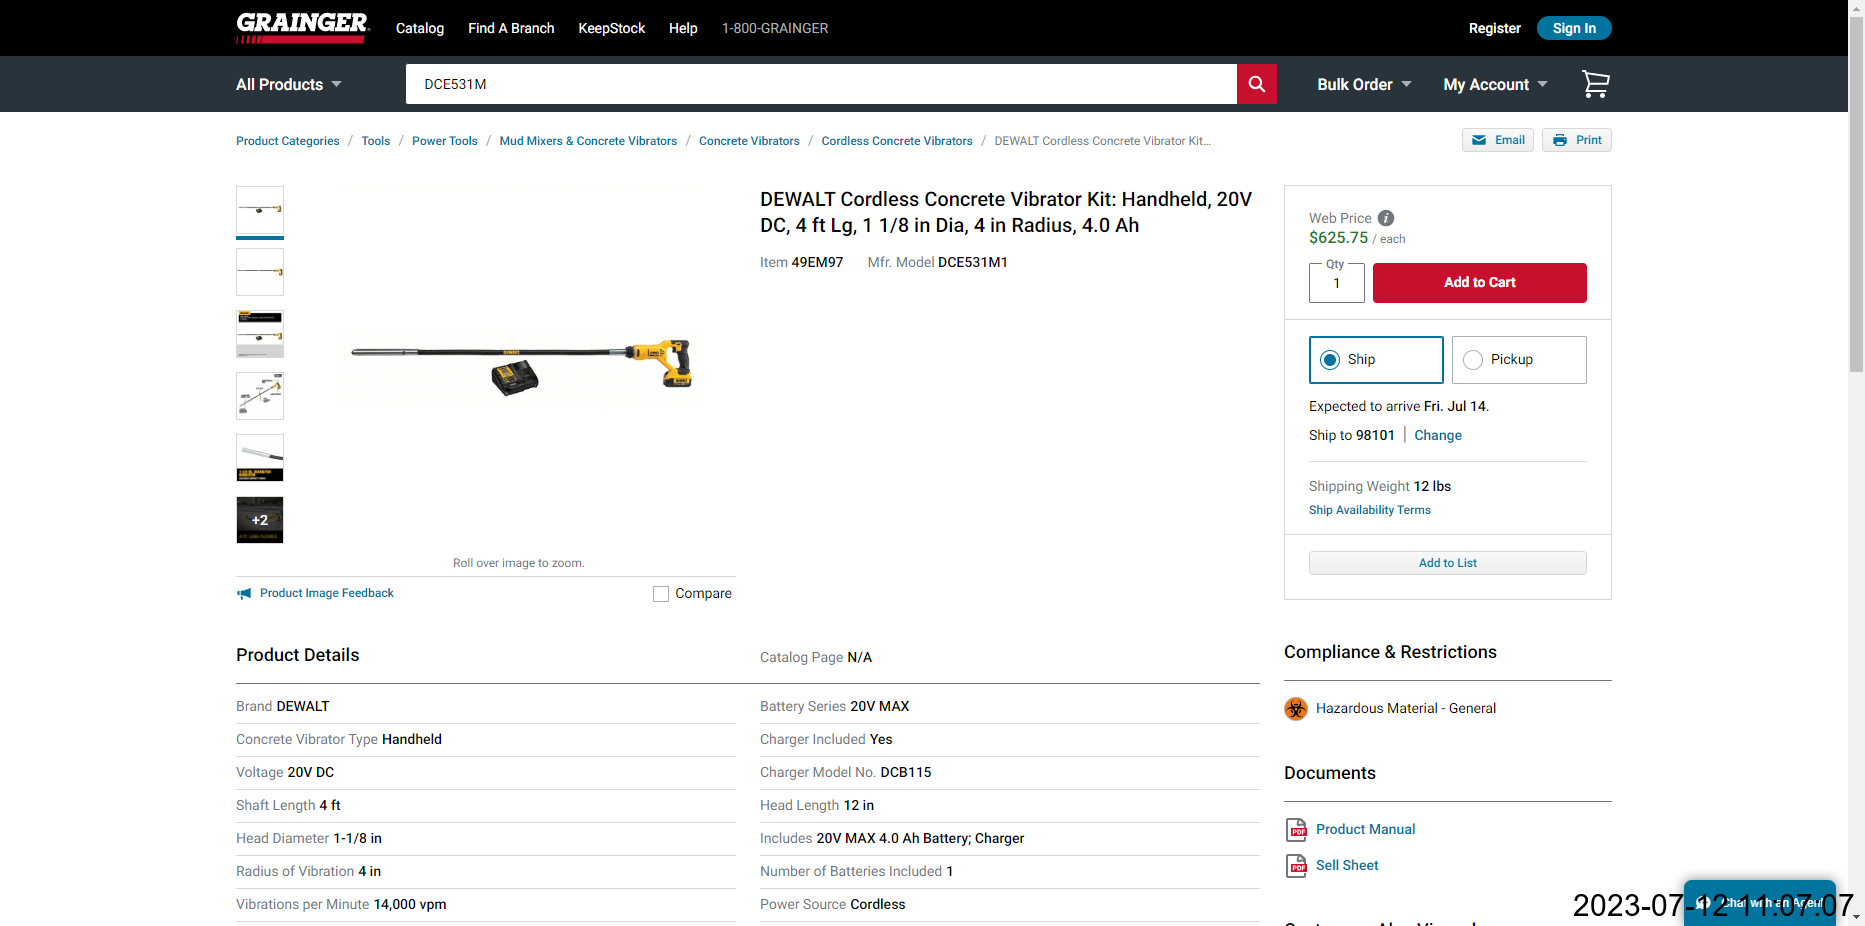 GRAINGER
Catalog
Find A Branch
KeepStock
Help
1-800-GRAINGER
Register
Sign In
All Products
DCE531M
Bulk Order
My Account
Product Categories / Tools / Power Tools / Mud Mixers & Concrete Vibrators / Concrete Vibrators / Cordless Concrete Vibrators / DEWALT Cordless Concrete Vibrator Kit...
Email
Print
+2
Roll over image to zoom.
Product Image Feedback
Compare
DEWALT Cordless Concrete Vibrator Kit: Handheld, 20V
DC, 4 ft Lg, 1 1/8 in Dia, 4 in Radius, 4.0 Ah
Item 49EM97
Mfr. Model DCE531M1
Web Price
$625.75 / each
Qty
1
Add to Cart
Ship
Pickup
Expected to arrive Fri. Jul 14.
Ship to 98101 | Change
Shipping Weight 12 lbs
Ship Availability Terms
Add to List
Product Details
Catalog Page N/A
Brand DEWALT
Concrete Vibrator Type Handheld
Voltage 20V DC
Shaft Length 4 ft
Head Diameter 1-1/8 in
Radius of Vibration 4 in
Vibrations per Minute 14,000 vpm
Battery Series 20V MAX
Charger Included Yes
Charger Model No. DCB115
Head Length 12 in
Includes 20V MAX 4.0 Ah Battery; Charger
Number of Batteries Included 1
Power Source Cordless
Compliance & Restrictions
Hazardous Material - General
Documents
PDF
Product Manual
PDF
Sell Sheet
Chat with an Agent
2023-07-12 11:07:07